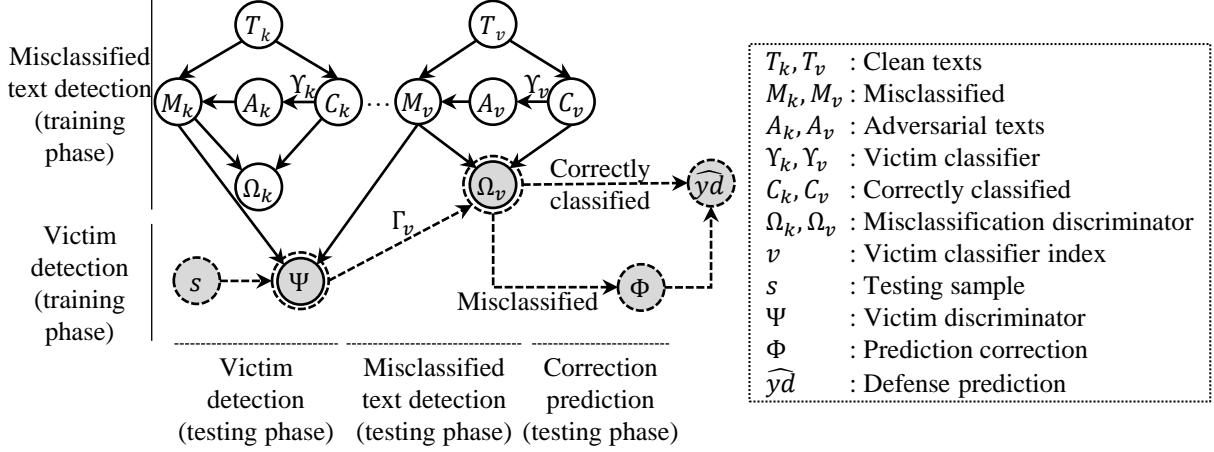 Misclassified
text detection
(training
phase)
Victim
detection
(training
phase)
T_k
T_v
M_k
A_k
ϒ_k
C_k
...
M_v
A_v
ϒ_v
C_v
Ω_k
Ω_v
Correctly
classified
ŷd
Γ_v
s
Ψ
Misclassified
Φ
Victim
detection
(testing phase)
Misclassified
text detection
(testing phase)
Correction
prediction
(testing phase)
T_k, T_v : Clean texts
M_k, M_v : Misclassified
A_k, A_v : Adversarial texts
ϒ_k, ϒ_v : Victim classifier
C_k, C_v : Correctly classified
Ω_k, Ω_v : Misclassification discriminator
v : Victim classifier index
s : Testing sample
Ψ : Victim discriminator
Φ : Prediction correction
ŷd : Defense prediction